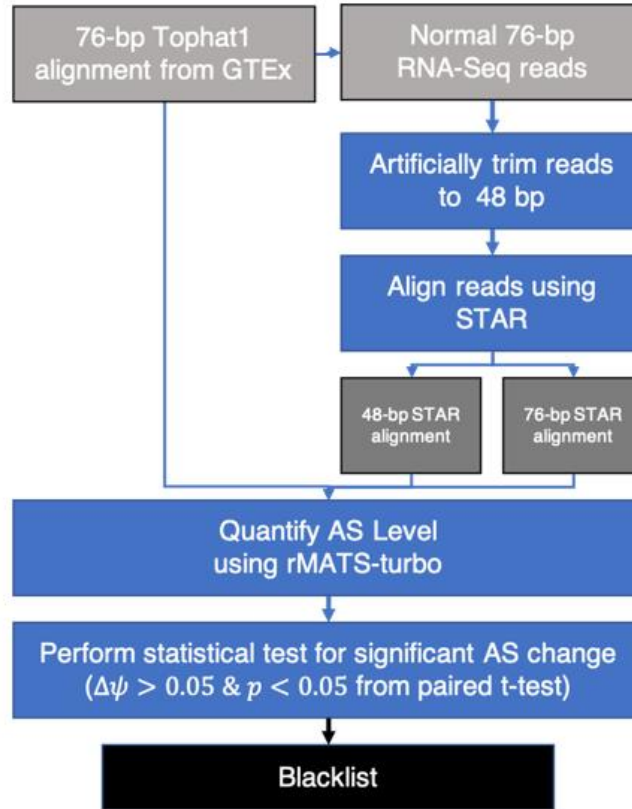 76-bp Tophat1
alignment from GTEx
Normal 76-bp
RNA-Seq reads
Artificially trim reads
to 48 bp
Align reads using
STAR
48-bp STAR
alignment
76-bp STAR
alignment
Quantify AS Level
using rMATS-turbo
Perform statistical test for significant AS change
(Δψ > 0.05 & p < 0.05 from paired t-test)
Blacklist